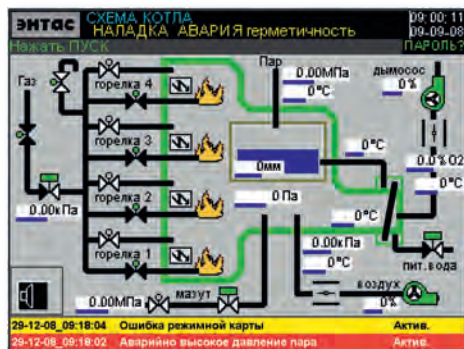 энтас СХЕМА КОТЛА 09:00:11
НАЛАДКА АВАРИЯ герметичность 09-09-08
Нажать ПУСК ПАРОЛЬ?
Газ
Пар
дымосос
0.00МПа
0°С
0%
горелка 4
горелка 3
горелка 2
горелка 1
0мм
0°С
0.0% О2
0°С
0 Па
0°С
0.00кПа
0.00кПа
0°С
пит.вода
0.00МПа
мазут
воздух
0%
29-12-08_09:18:04 Ошибка режимной карты Актив.
29-12-08_09:18:02 Аварийно высокое давление пара Актив.